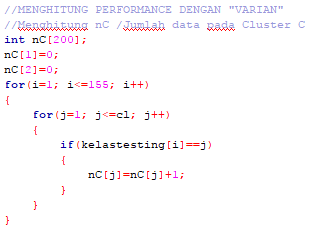 //MENGHITUNG PERFORMANCE DENGAN "VARIAN"
//Menghitung nC /Jumlah data pada Cluster C
int nC[200];
nC[1]=0;
nC[2]=0;
for(i=1; i<=155; i++)
{
for(j=1; j<=cl; j++)
{
if(kelastesting[i]==j)
{
nC[j]=nC[j]+1;
}
}
}